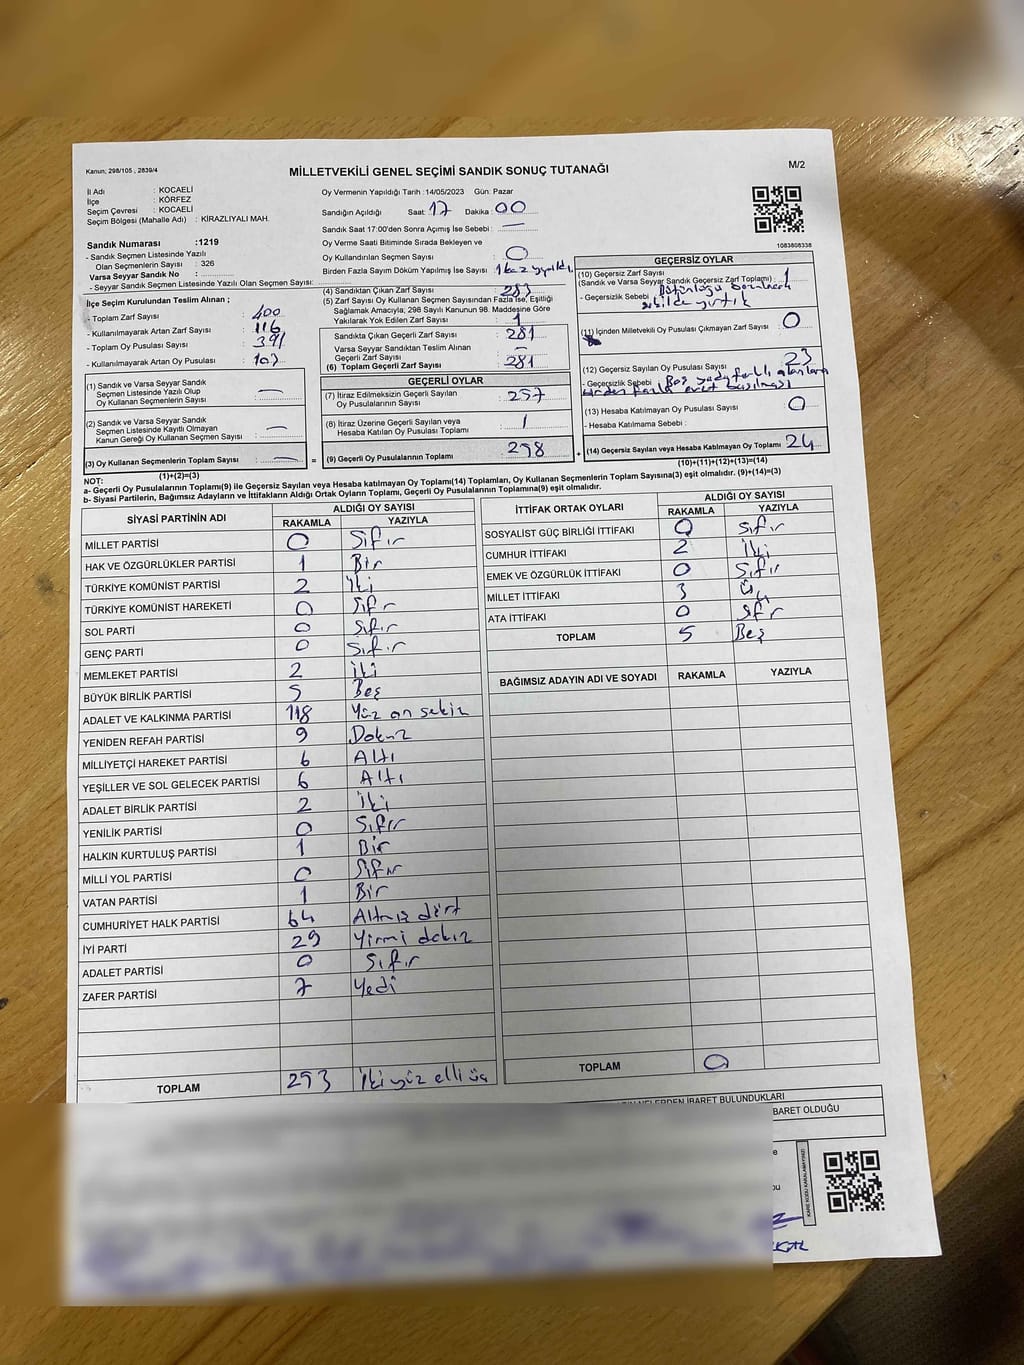 Kanun: 298/105 , 2839/4
MİLLETVEKİLİ GENEL SEÇİMİ SANDIK SONUÇ TUTANAĞI
M/2
İl Adı : KOCAELİ
İlçe : KÖRFEZ
Seçim Çevresi : KOCAELİ
Seçim Bölgesi (Mahalle Adı) : KİRAZLIYALI MAH.
Sandık Numarası :1219
- Sandık Seçmen Listesinde Yazılı
Olan Seçmenlerin Sayısı : 326
Varsa Seyyar Sandık No :
- Seyyar Sandık Seçmen Listesinde Yazılı Olan Seçmen Sayısı:
Oy Vermenin Yapıldığı Tarih : 14/05/2023 Gün: Pazar
Sandığın Açıldığı Saat: 17 Dakika : 00
Sandık Saat 17:00'den Sonra Açılmış İse Sebebi : —
Oy Verme Saati Bitiminde Sırada Bekleyen ve
Oy Kullandırılan Seçmen Sayısı : 0
Birden Fazla Sayım Döküm Yapılmış İse Sayısı : 1 kez yapıldı.
1083808338
İlçe Seçim Kurulundan Teslim Alınan ;
- Toplam Zarf Sayısı : 400
- Kullanılmayarak Artan Zarf Sayısı : 116
- Toplam Oy Pusulası Sayısı : 391
- Kullanılmayarak Artan Oy Pusulası : 103
(1) Sandık ve Varsa Seyyar Sandık
Seçmen Listesinde Yazılı Olup
Oy Kullanan Seçmenlerin Sayısı : —
(2) Sandık ve Varsa Seyyar Sandık
Seçmen Listesinde Kayıtlı Olmayan
Kanun Gereği Oy Kullanan Seçmen Sayısı : —
(3) Oy Kullanan Seçmenlerin Toplam Sayısı : —
(1)+(2)=(3)
(4) Sandıktan Çıkan Zarf Sayısı : 283
(5) Zarf Sayısı Oy Kullanan Seçmen Sayısından Fazla İse, Eşitliği
Sağlamak Amacıyla; 298 Sayılı Kanunun 98. Maddesine Göre
Yakılarak Yok Edilen Zarf Sayısı : 1
Sandıkta Çıkan Geçerli Zarf Sayısı : 281
Varsa Seyyar Sandıktan Teslim Alınan
Geçerli Zarf Sayısı : —
(6) Toplam Geçerli Zarf Sayısı : 281
GEÇERLİ OYLAR
(7) İtiraz Edilmeksizin Geçerli Sayılan
Oy Pusulalarının Sayısı : 257
(8) İtiraz Üzerine Geçerli Sayılan veya
Hesaba Katılan Oy Pusulası Toplamı : 1
= (9) Geçerli Oy Pusulalarının Toplamı : 258
GEÇERSİZ OYLAR
(10) Geçersiz Zarf Sayısı
(Sandık ve Varsa Seyyar Sandık Geçersiz Zarf Toplamı) : 1
- Geçersizlik Sebebi : Bütünlüğü bozulacak
şekilde yırtık
(11) İçinden Milletvekili Oy Pusulası Çıkmayan Zarf Sayısı : 0
(12) Geçersiz Sayılan Oy Pusulası Sayısı : 23
- Geçersizlik Sebebi : Boş yada farklı alanlara
birden fazla evet basılması
(13) Hesaba Katılmayan Oy Pusulası Sayısı : 0
- Hesaba Katılmama Sebebi :
+ (14) Geçersiz Sayılan veya Hesaba Katılmayan Oy Toplamı : 24
(10)+(11)+(12)+(13)=(14)
NOT:
a- Geçerli Oy Pusulalarının Toplamı(9) ile Geçersiz Sayılan veya Hesaba katılmayan Oy Toplamı(14) Toplamları, Oy Kullanan Seçmenlerin Toplam Sayısına(3) eşit olmalıdır. (9)+(14)=(3)
b- Siyasi Partilerin, Bağımsız Adayların ve İttifakların Aldığı Ortak Oyların Toplamı, Geçerli Oy Pusulalarının Toplamına(9) eşit olmalıdır.
SİYASİ PARTİNİN ADI ALDIĞI OY SAYISI
RAKAMLA YAZIYLA
MİLLET PARTİSİ 0 Sıfır
HAK VE ÖZGÜRLÜKLER PARTİSİ 1 Bir
TÜRKİYE KOMÜNİST PARTİSİ 2 İki
TÜRKİYE KOMÜNİST HAREKETİ 0 Sıfır
SOL PARTİ 0 Sıfır
GENÇ PARTİ 0 Sıfır
MEMLEKET PARTİSİ 2 İki
BÜYÜK BİRLİK PARTİSİ 5 Beş
ADALET VE KALKINMA PARTİSİ 118 Yüz on sekiz
YENİDEN REFAH PARTİSİ 9 Dokuz
MİLLİYETÇİ HAREKET PARTİSİ 6 Altı
YEŞİLLER VE SOL GELECEK PARTİSİ 6 Altı
ADALET BİRLİK PARTİSİ 2 İki
YENİLİK PARTİSİ 0 Sıfır
HALKIN KURTULUŞ PARTİSİ 1 Bir
MİLLİ YOL PARTİSİ 0 Sıfır
VATAN PARTİSİ 1 Bir
CUMHURİYET HALK PARTİSİ 64 Altmış dört
İYİ PARTİ 29 Yirmi dokuz
ADALET PARTİSİ 0 Sıfır
ZAFER PARTİSİ 7 Yedi
TOPLAM 253 İki yüz elli üç
İTTİFAK ORTAK OYLARI ALDIĞI OY SAYISI
RAKAMLA YAZIYLA
SOSYALİST GÜÇ BİRLİĞİ İTTİFAKI 0 sıfır
CUMHUR İTTİFAKI 2 İki
EMEK VE ÖZGÜRLÜK İTTİFAKI 0 Sıfır
MİLLET İTTİFAKI 3 Üç
ATA İTTİFAKI 0 Sıfır
TOPLAM 5 Beş
BAĞIMSIZ ADAYIN ADI VE SOYADI RAKAMLA YAZIYLA
TOPLAM 0
NELERDEN İBARET BULUNDUKLARI
BARET OLDUĞU